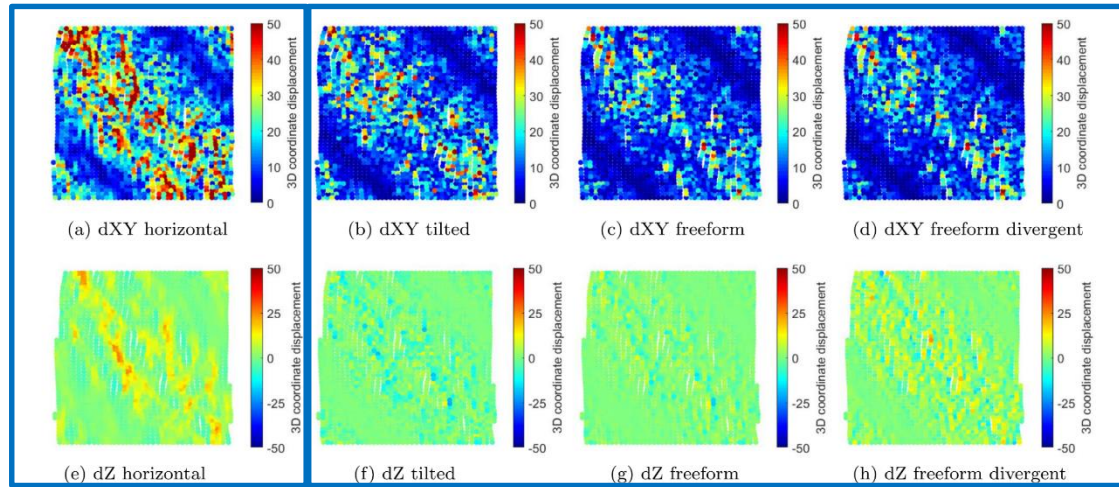 50
40
30
20
10
0
3D coordinate displacement
50
40
30
20
10
0
3D coordinate displacement
50
40
30
20
10
0
3D coordinate displacement
50
40
30
20
10
0
3D coordinate displacement
(a) dXY horizontal
(b) dXY tilted
(c) dXY freeform
(d) dXY freeform divergent
50
25
0
-25
-50
3D coordinate displacement
50
25
0
-25
-50
3D coordinate displacement
50
25
0
-25
-50
3D coordinate displacement
50
25
0
-25
-50
3D coordinate displacement
(e) dZ horizontal
(f) dZ tilted
(g) dZ freeform
(h) dZ freeform divergent